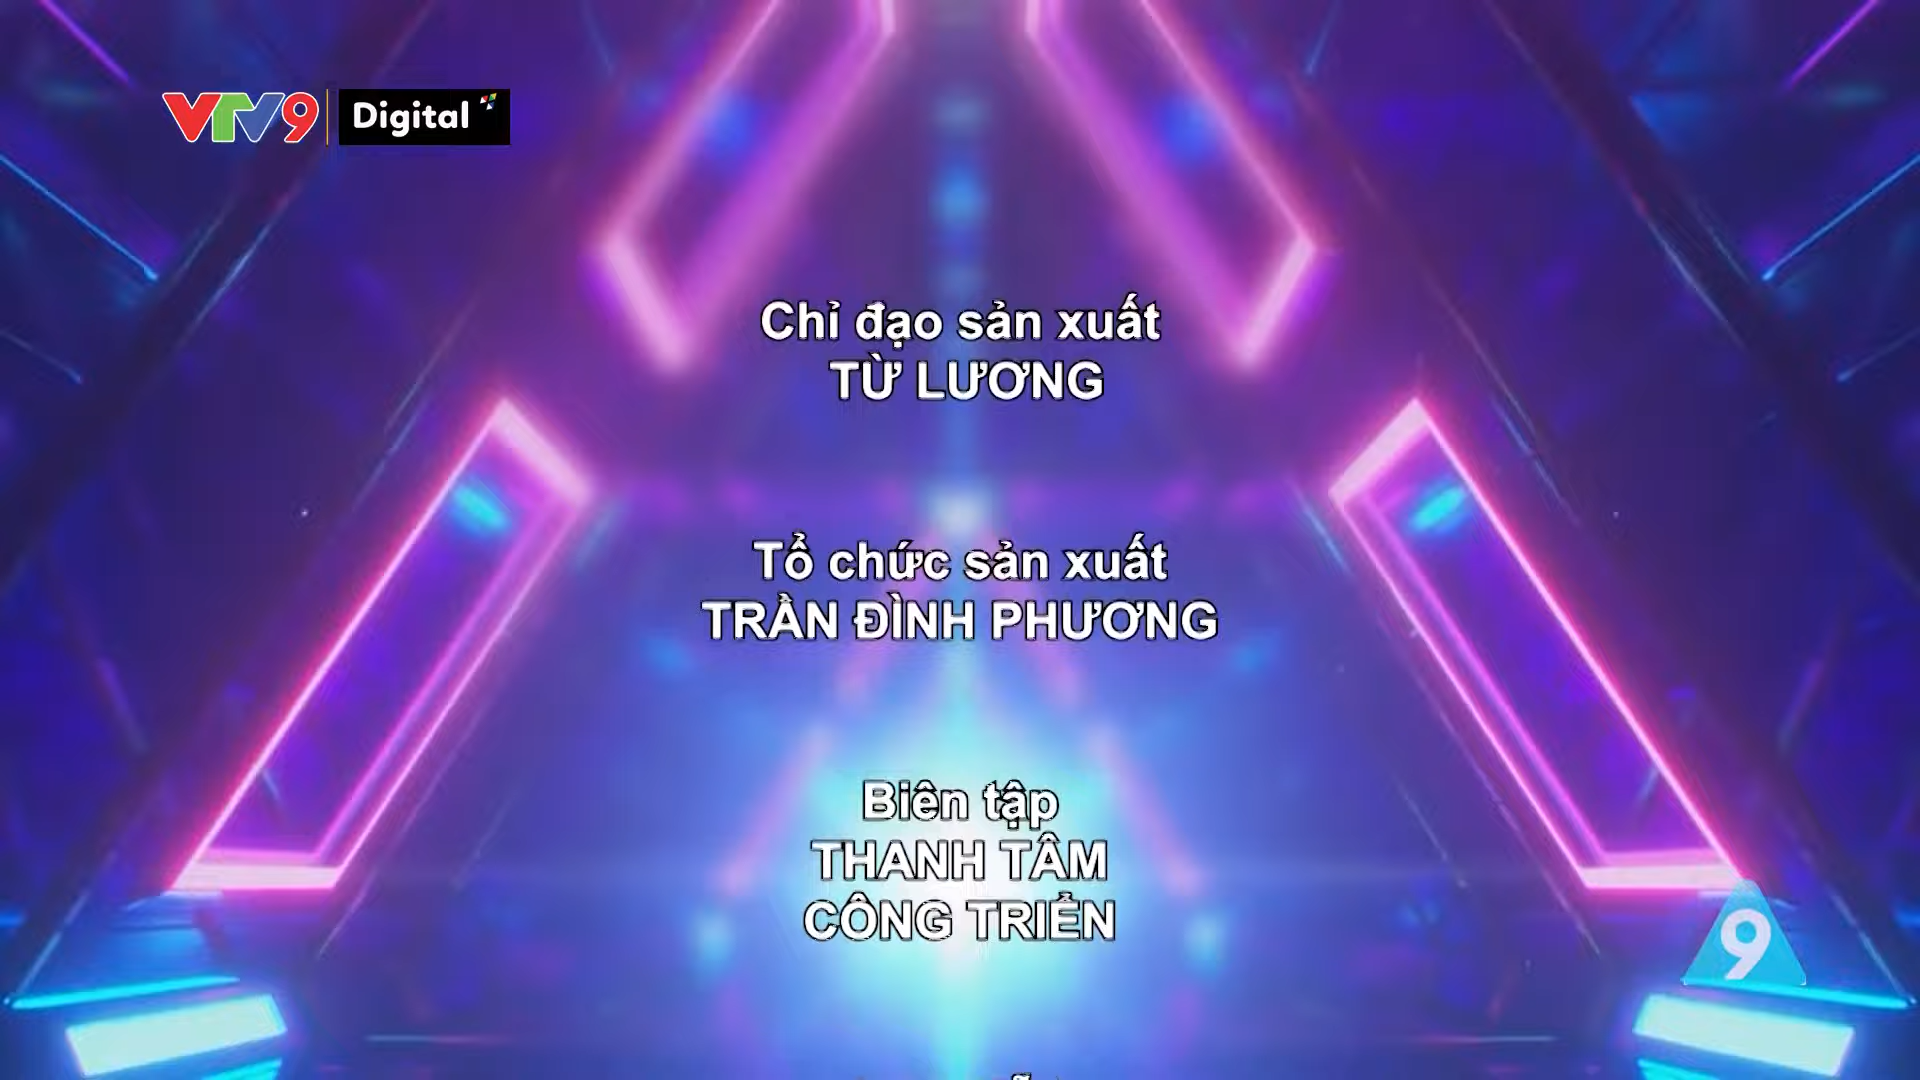 VTV9 Digital
Chỉ đạo sản xuất
TỪ LƯƠNG
Tổ chức sản xuất
TRẦN ĐÌNH PHƯƠNG
Biên tập
THANH TÂM
CÔNG TRIỂN
9